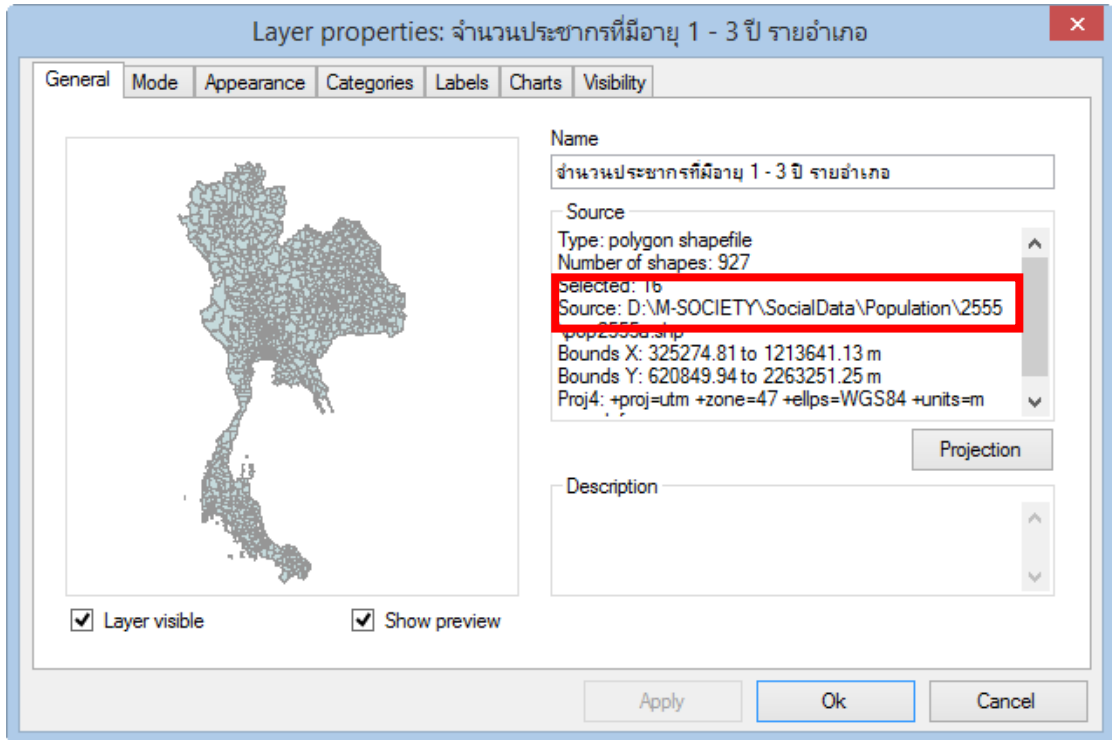 Layer properties: จำนวนประชากรที่มีอายุ 1 - 3 ปี รายอำเภอ
General Mode Appearance Categories Labels Charts Visibility
Name
จำนวนประชากรที่มีอายุ 1 - 3 ปี รายอำเภอ
Source
Type: polygon shapefile
Number of shapes: 927
Selected: 16
Source: D:\M-SOCIETY\SocialData\Population\2555
\pop2555a.shp
Bounds X: 325274.81 to 1213641.13 m
Bounds Y: 620849.94 to 2263251.25 m
Proj4: +proj=utm +zone=47 +ellps=WGS84 +units=m
Projection
Description
Layer visible
Show preview
Apply Ok Cancel